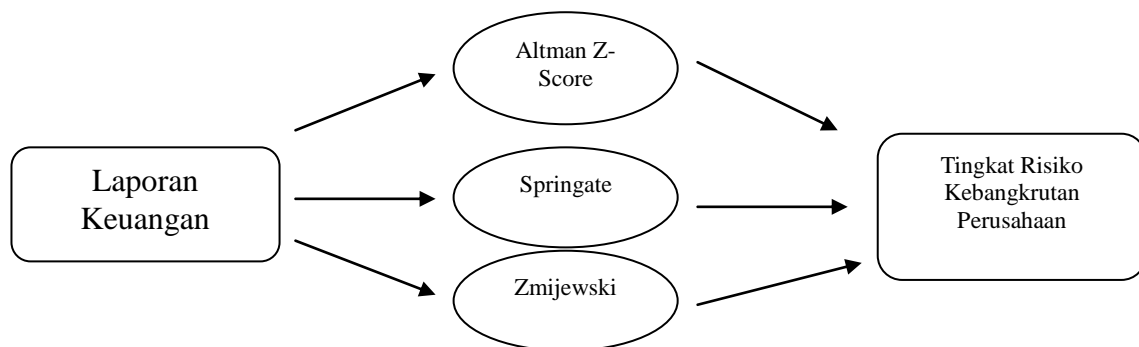 Laporan
Keuangan
Altman Z-
Score
Springate
Zmijewski
Tingkat Risiko
Kebangkrutan
Perusahaan